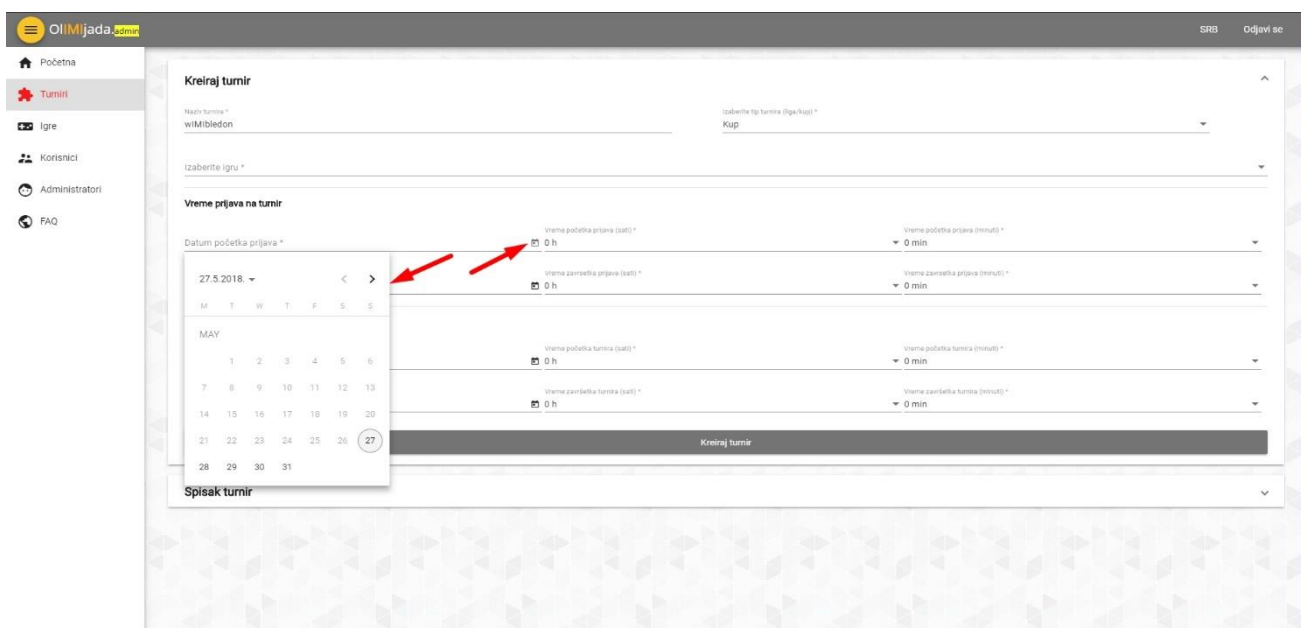 OlIMIjada.admin
SRB Odjavi se
Početna
Turniri
Igre
Korisnici
Administratori
FAQ
Kreiraj turnir
Naziv turnira *
wIMIbledon
Izaberite tip turnira (liga/kup) *
Kup
Izaberite igru *
Vreme prijava na turnir
Datum početka prijava *
Vreme početka prijava (sati) *
0 h
Vreme početka prijava (minuti) *
0 min
Vreme zavrsetka prijava (sati) *
0 h
Vreme zavrsetka prijava (minuti) *
0 min
Vreme početka turnira (sati) *
0 h
Vreme početka turnira (minuti) *
0 min
Vreme završetka turnira (sati) *
0 h
Vreme završetka turnira (minuti) *
0 min
27.5.2018.
M T W T F S S
MAY
1 2 3 4 5 6
7 8 9 10 11 12 13
14 15 16 17 18 19 20
21 22 23 24 25 26 27
28 29 30 31
Kreiraj turnir
Spisak turnir